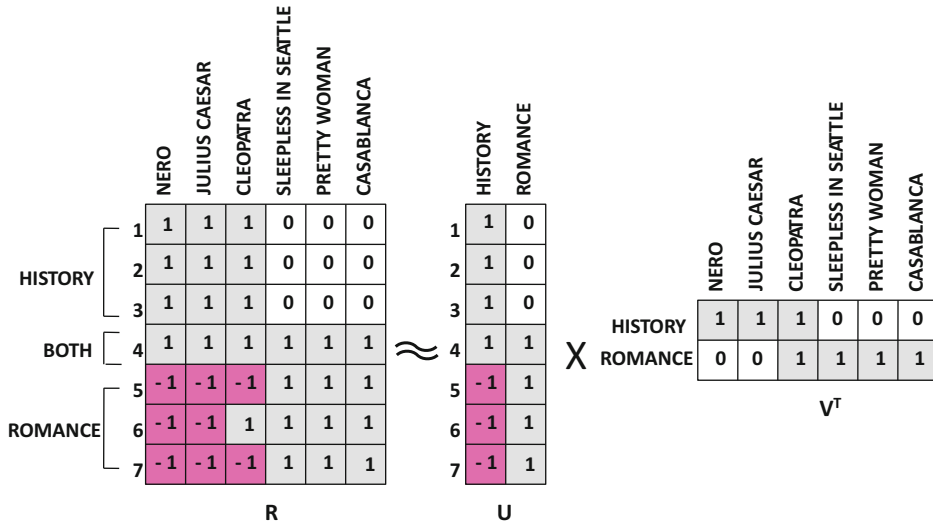 NERO JULIUS CAESAR CLEOPATRA SLEEPLESS IN SEATTLE PRETTY WOMAN CASABLANCA
1 1 1 1 0 0 0
2 1 1 1 0 0 0
3 1 1 1 0 0 0
4 1 1 1 1 1 1
5 -1 -1 -1 1 1 1
6 -1 -1 1 1 1 1
7 -1 -1 -1 1 1 1
HISTORY
BOTH
ROMANCE
R
≈
HISTORY ROMANCE
1 1 0
2 1 0
3 1 0
4 1 1
5 -1 1
6 -1 1
7 -1 1
U
X
NERO JULIUS CAESAR CLEOPATRA SLEEPLESS IN SEATTLE PRETTY WOMAN CASABLANCA
HISTORY 1 1 1 0 0 0
ROMANCE 0 0 1 1 1 1
Vᵀ